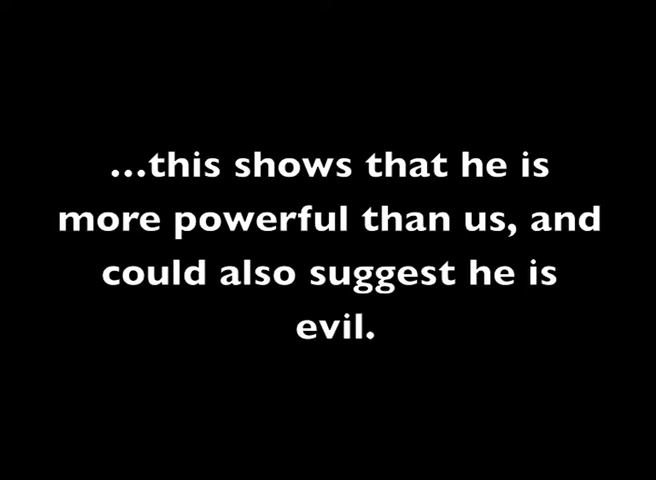 ...this shows that he is
more powerful than us, and
could also suggest he is
evil.